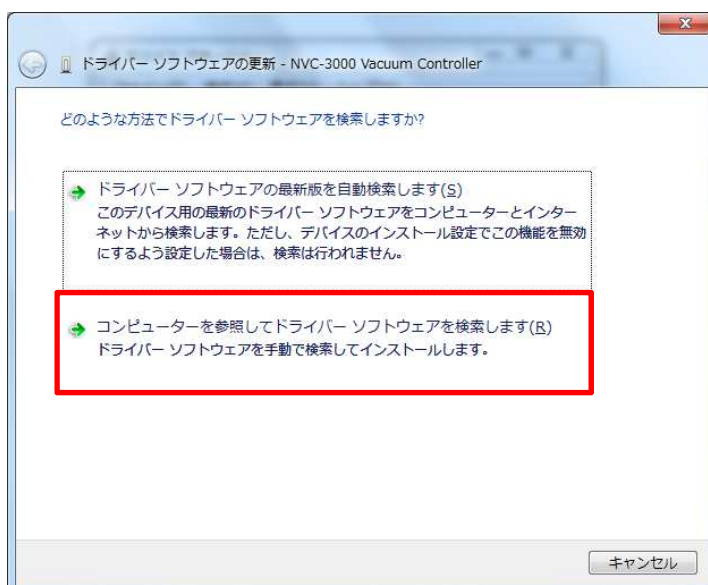 ドライバー ソフトウェアの更新 - NVC-3000 Vacuum Controller
どのような方法でドライバー ソフトウェアを検索しますか?
ドライバー ソフトウェアの最新版を自動検索します(S)
このデバイス用の最新のドライバー ソフトウェアをコンピューターとインター
ネットから検索します。ただし、デバイスのインストール設定でこの機能を無効
にするよう設定した場合は、検索は行われません。
コンピューターを参照してドライバー ソフトウェアを検索します(R)
ドライバー ソフトウェアを手動で検索してインストールします。
キャンセル